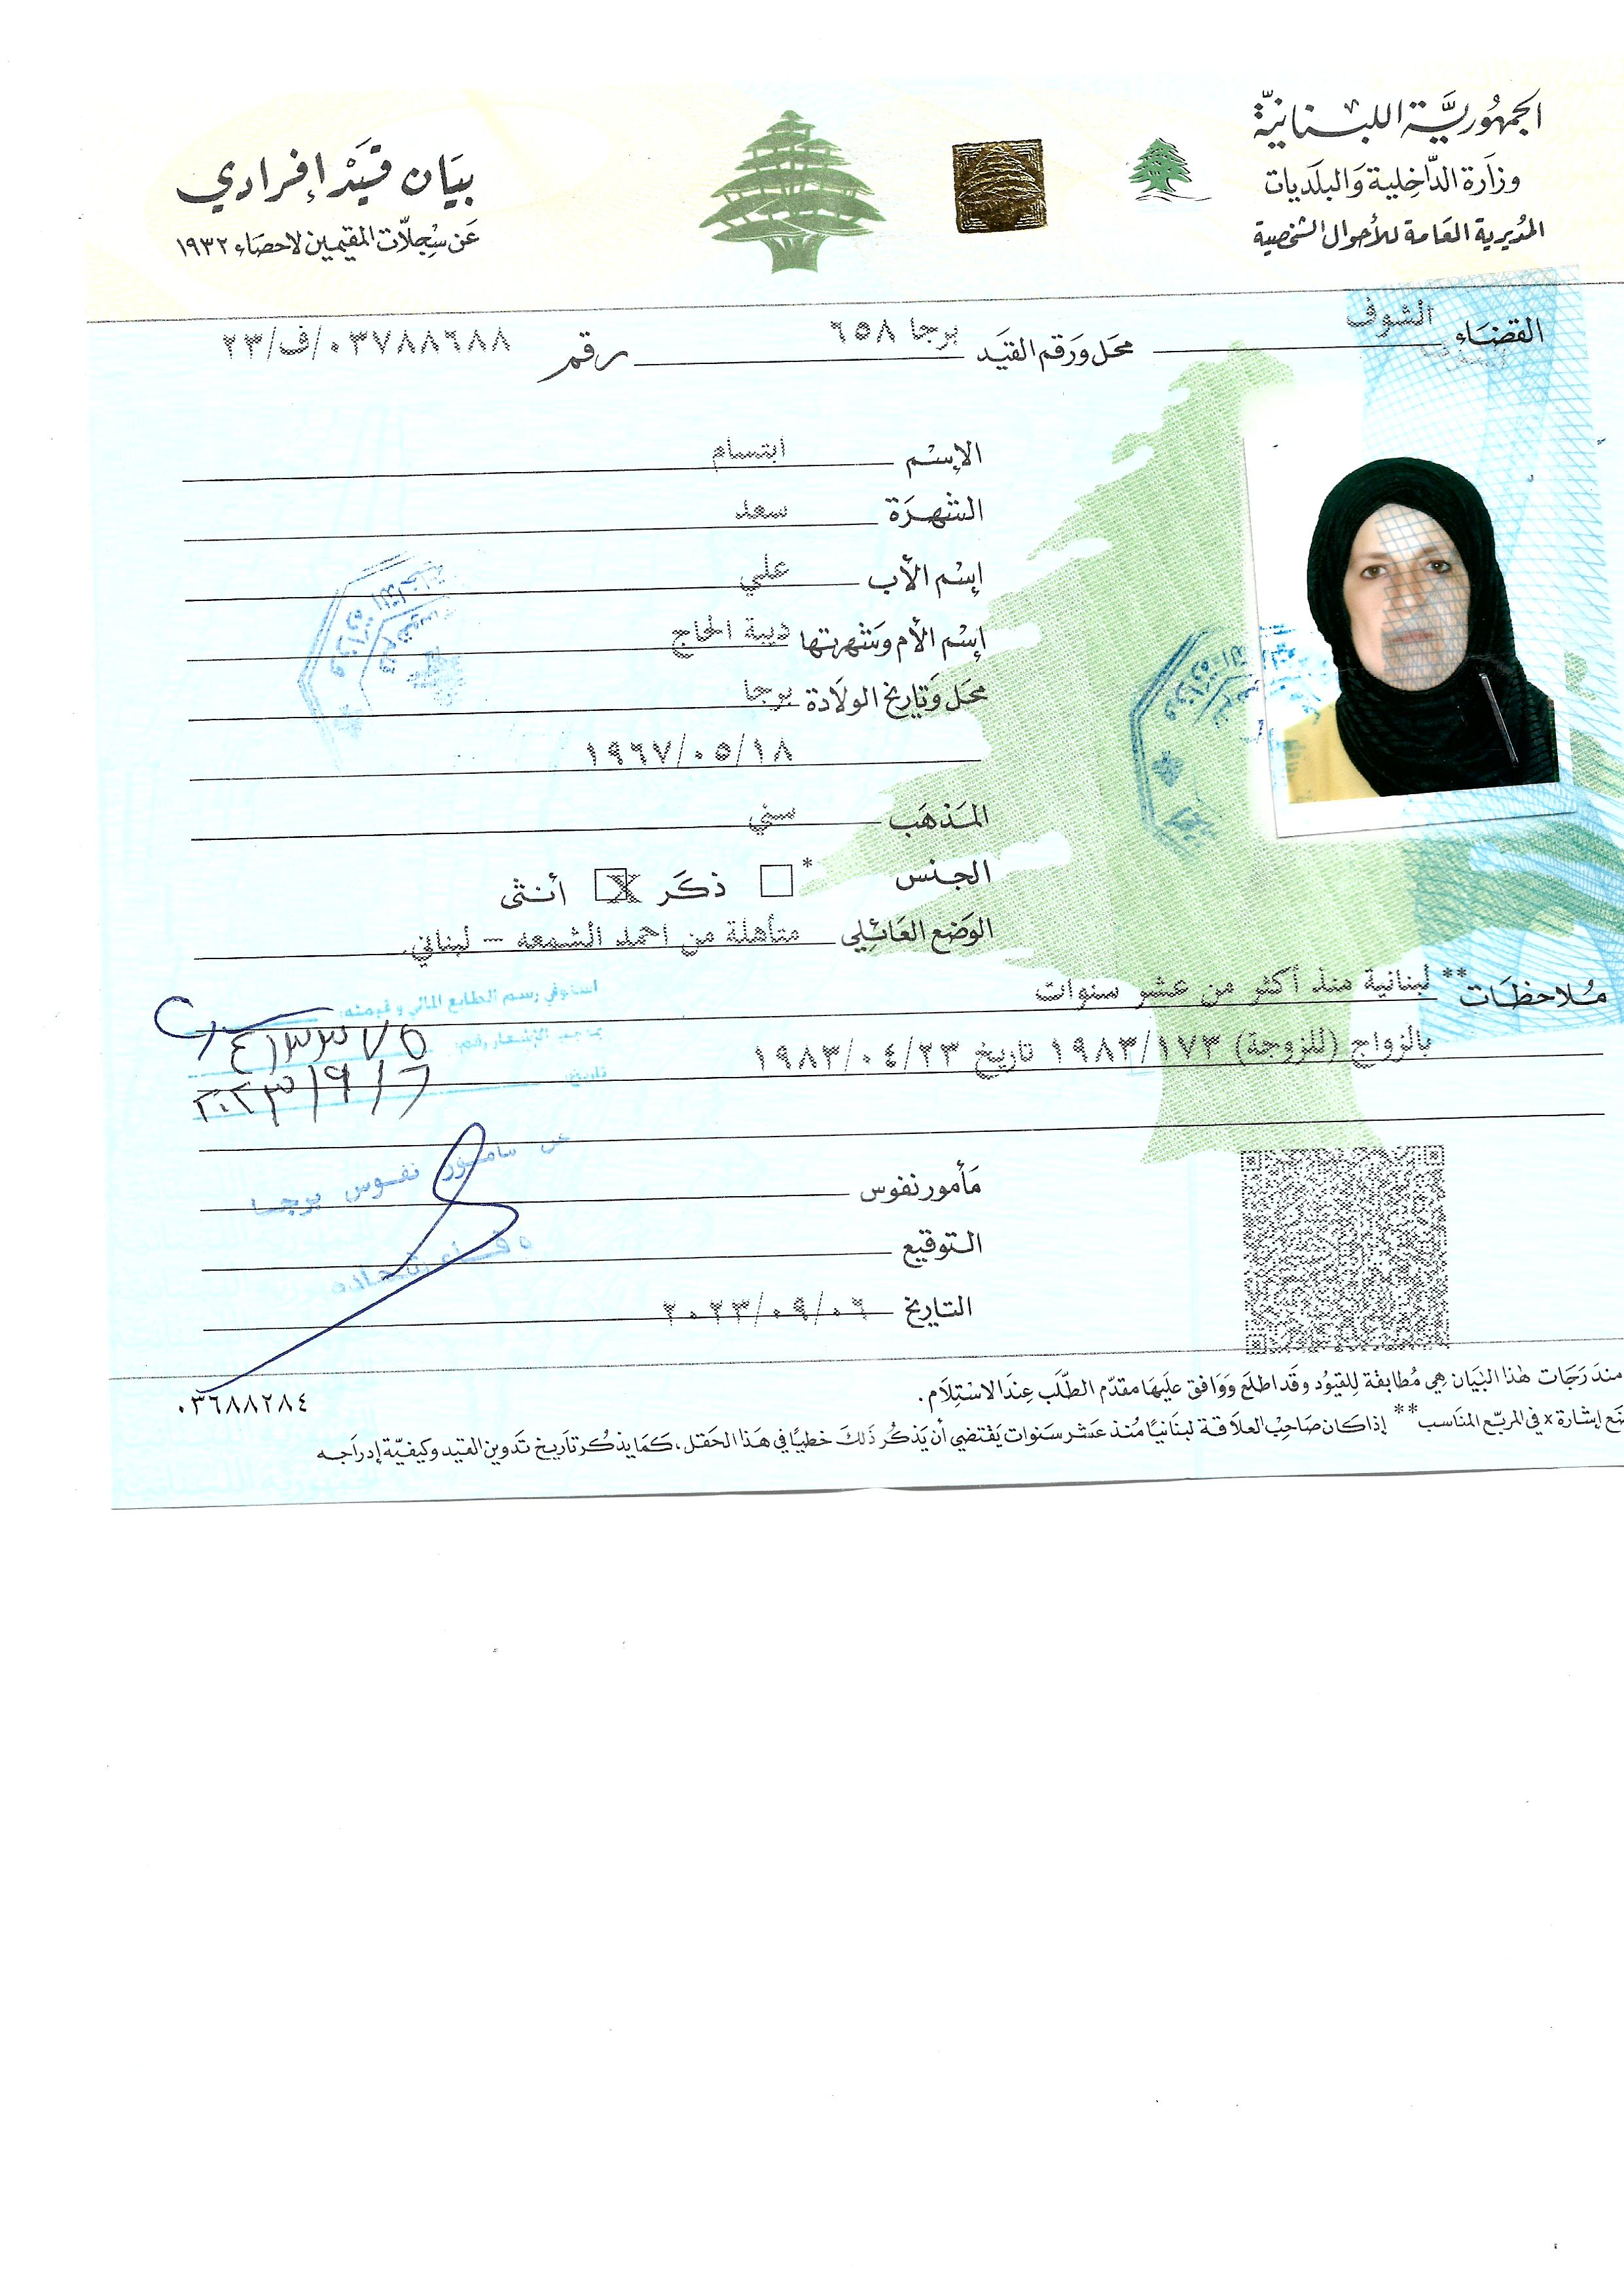 الجمهورية اللبنانية
وزارة الداخلية والبلديات
المديرية العامة للأحوال الشخصية
بيان قيد إفرادي
عن سجلات المقيمين لاحصاء ١٩٣٢
القضاء الشوف
محل ورقم القيد برجا ٦٥٨
رقم ٠٣٧٨٨٦٨٨/ف/٢٣
الإسم ابتسام
الشهرة سعد
إسم الأب علي
إسم الأم وشهرتها ديبة الحاج
محل وتاريخ الولادة برجا
١٩٦٧/٠٥/١٨
المذهب سني
الجنس * ذكر X أنثى
الوضع العائلي متأهلة من احمد الشمعه - لبناني.
ملاحظات ** لبنانية منذ أكثر من عشر سنوات
بالزواج (للزوجة) ١٩٨٣/١٧٣ تاريخ ١٩٨٣/٠٤/٢٣
استوفي رسم الطابع المالي وقيمته:
بموجب الإشعار رقم: ٤١٣٣٧٥
تاريخ: ٢٠٢٣/٩/٦
مأمور نفوس
مأمور نفوس برجا
التوقيع
التاريخ ٢٠٢٣/٠٩/٠٦
٠٣٦٨٨٢٨٤
مندرجات هذا البيان هي مطابقة للقيود وقد اطلع ووافق عليها مقدم الطلب عند الاستلام.
إشارة x في المربع المناسب ** إذا كان صاحب العلاقة لبنانيا منذ عشر سنوات يقتضي أن يذكر ذلك خطيا في هذا الحقل، كما يذكر تاريخ تدوين القيد وكيفية إدراجه